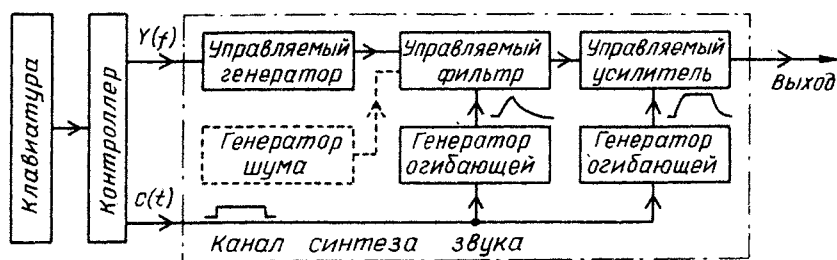 Клавиатура
Контроллер
Y(f)
Управляемый
генератор
Управляемый
фильтр
Управляемый
усилитель
Выход
Генератор
шума
Генератор
огибающей
Генератор
огибающей
c(t)
Канал синтеза звука